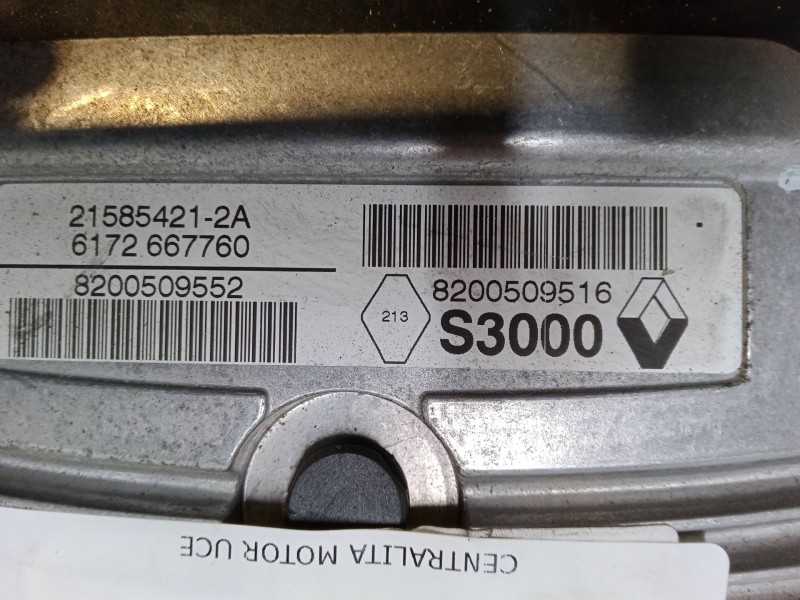 21585421-2A
6172 667760
8200509552
8200509516
213
S3000
CENTRALITA MOTOR UCE